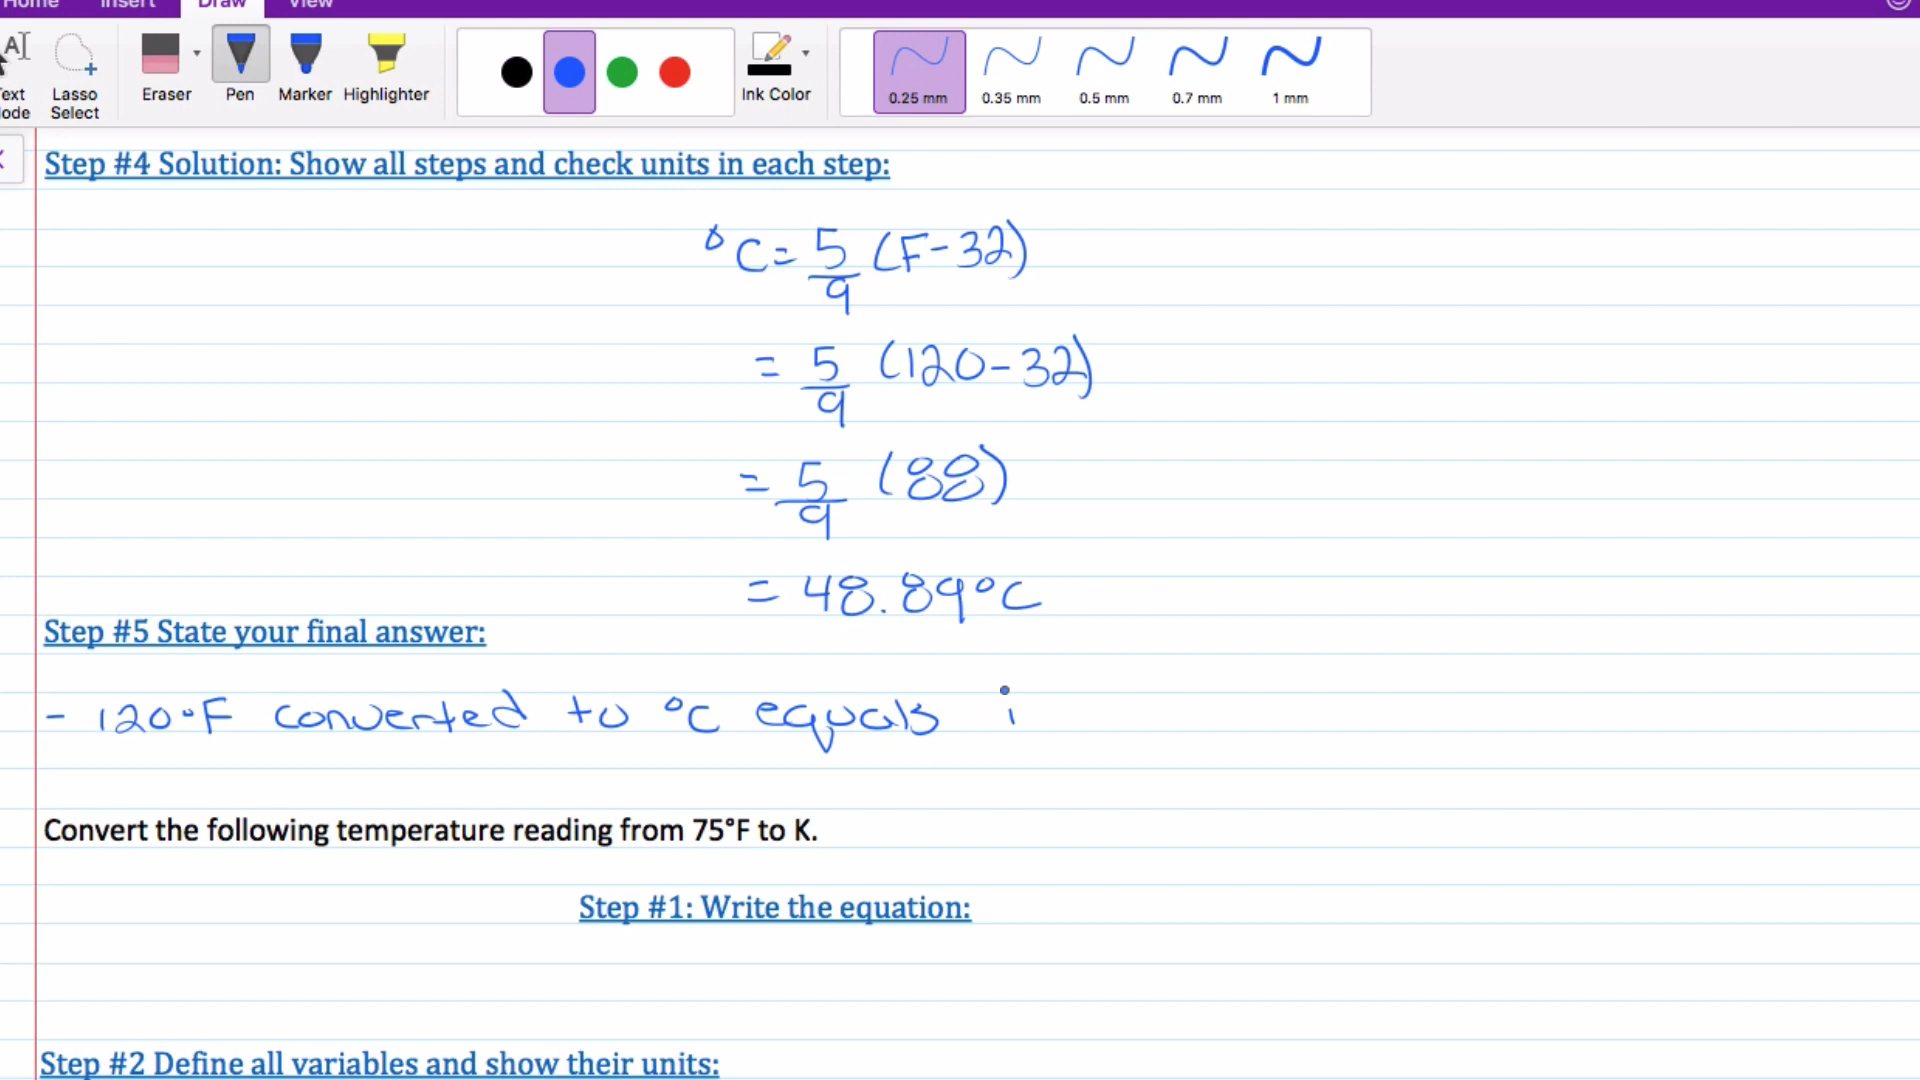 Home Insert Draw View
Text Mode Lasso Select Eraser Pen Marker Highlighter Ink Color 0.25 mm 0.35 mm 0.5 mm 0.7 mm 1 mm
Step #4 Solution: Show all steps and check units in each step:
°C = 5/9 (F - 32)
= 5/9 (120 - 32)
= 5/9 (88)
= 48.89°C
Step #5 State your final answer:
- 120°F converted to °C equals
Convert the following temperature reading from 75°F to K.
Step #1: Write the equation:
Step #2 Define all variables and show their units: